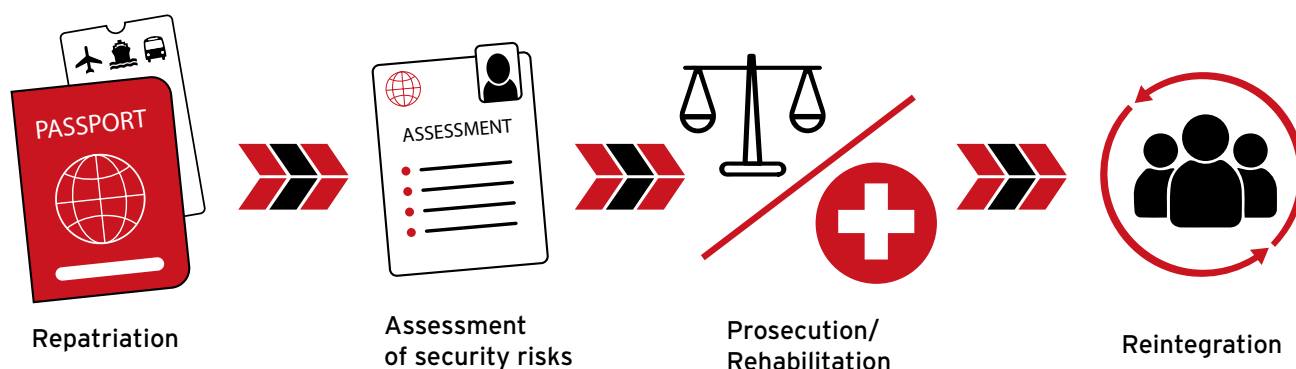 PASSPORT
ASSESSMENT
Repatriation
Assessment
of security risks
Prosecution/
Rehabilitation
Reintegration